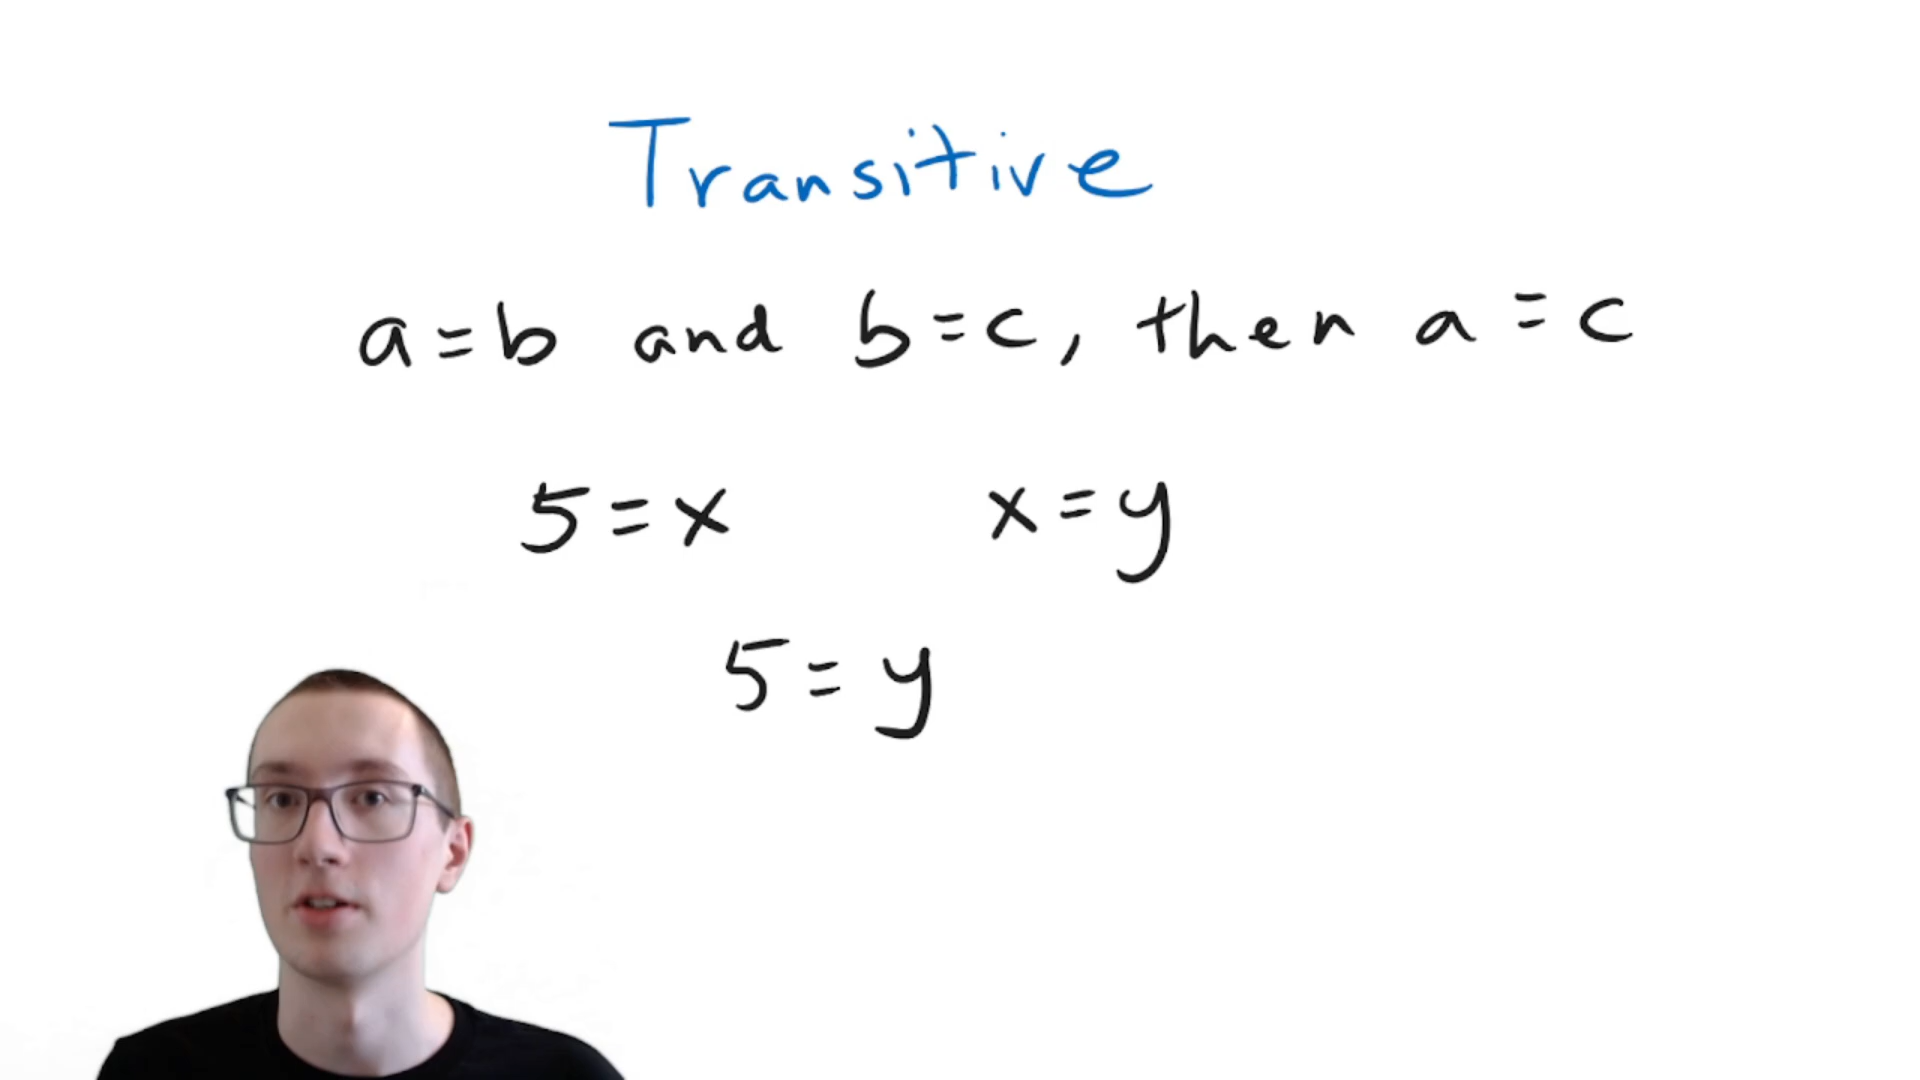 Transitive
a=b and b=c, then a=c
5=x x=y
5=y